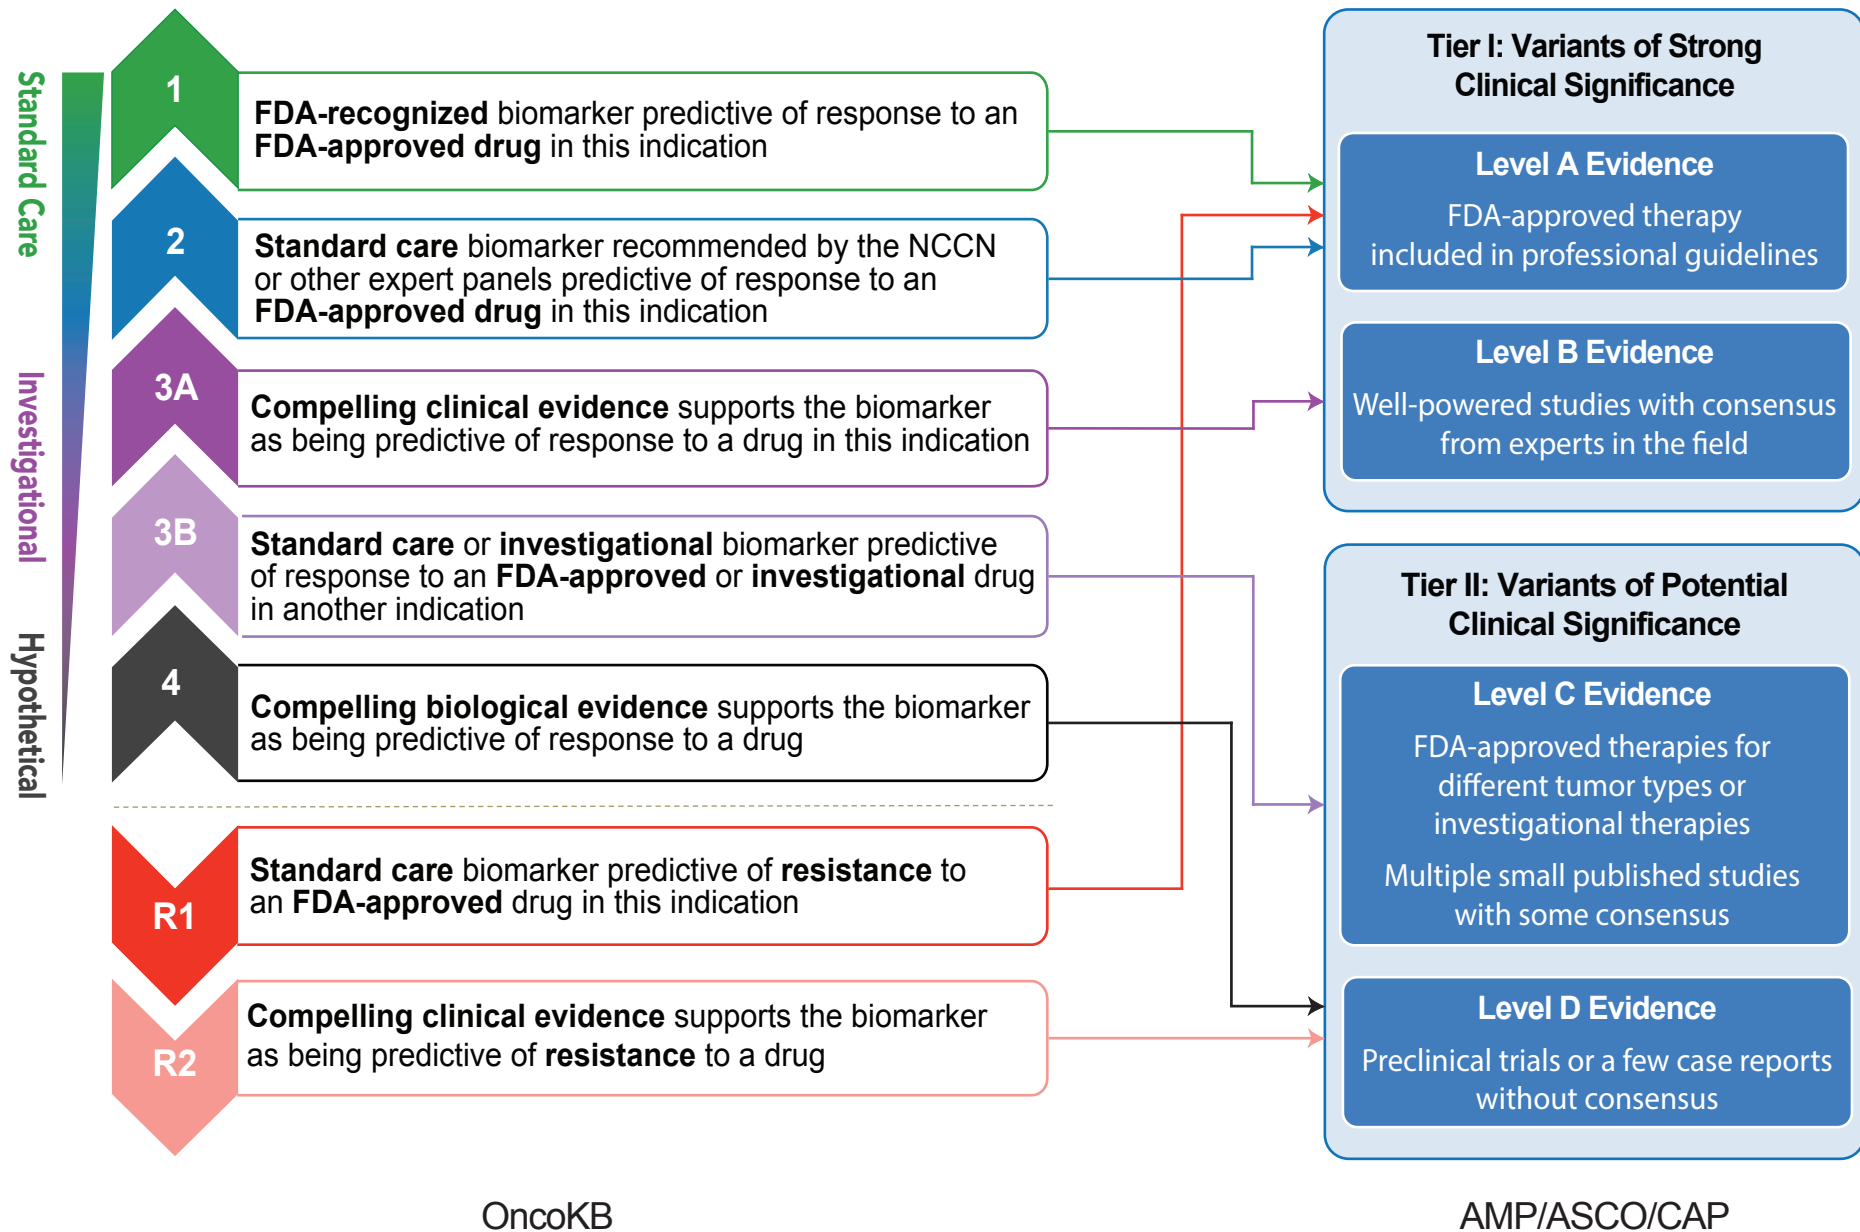 Standard Care
Investigational
Hypothetical
1
FDA-recognized biomarker predictive of response to an
FDA-approved drug in this indication
2
Standard care biomarker recommended by the NCCN
or other expert panels predictive of response to an
FDA-approved drug in this indication
3A
Compelling clinical evidence supports the biomarker
as being predictive of response to a drug in this indication
3B
Standard care or investigational biomarker predictive
of response to an FDA-approved or investigational drug
in another indication
4
Compelling biological evidence supports the biomarker
as being predictive of response to a drug
R1
Standard care biomarker predictive of resistance to
an FDA-approved drug in this indication
R2
Compelling clinical evidence supports the biomarker
as being predictive of resistance to a drug
OncoKB
Tier I: Variants of Strong
Clinical Significance
Level A Evidence
FDA-approved therapy
included in professional guidelines
Level B Evidence
Well-powered studies with consensus
from experts in the field
Tier II: Variants of Potential
Clinical Significance
Level C Evidence
FDA-approved therapies for
different tumor types or
investigational therapies
Multiple small published studies
with some consensus
Level D Evidence
Preclinical trials or a few case reports
without consensus
AMP/ASCO/CAP